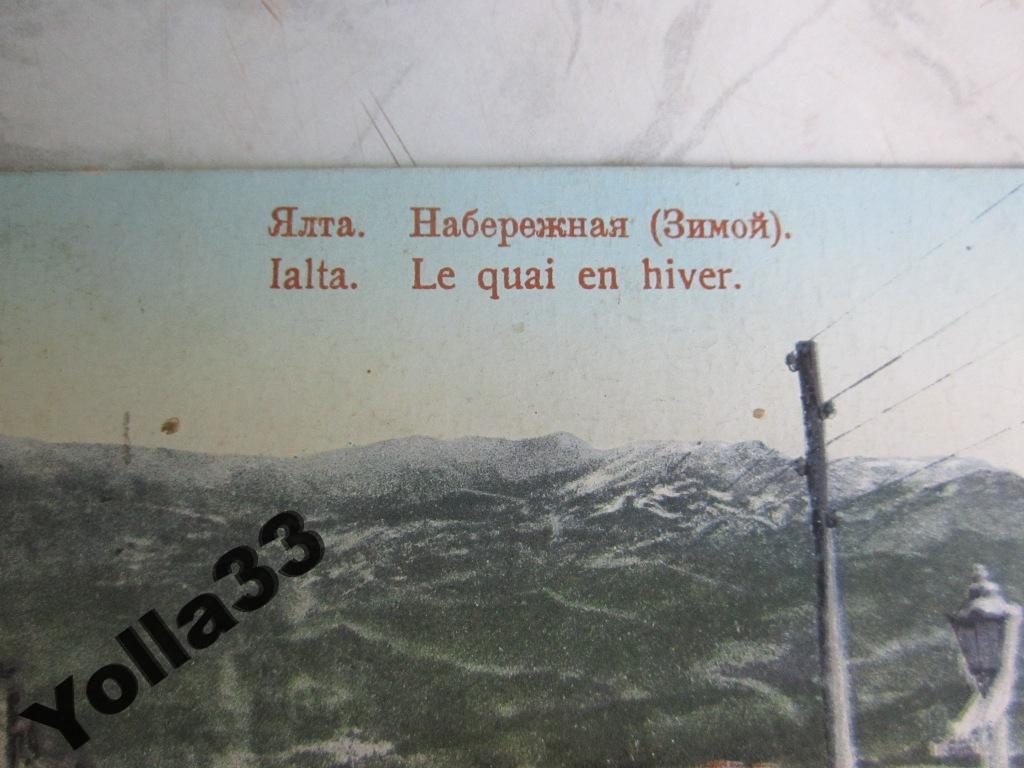 Ялта. Набережная (Зимой).
Ialta. Le quai en hiver.
Yolla33